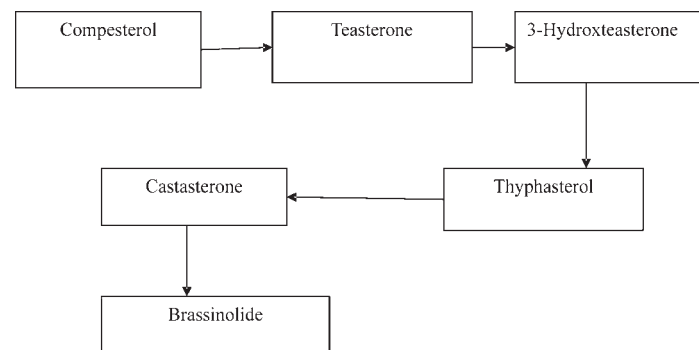 Compesterol
Teasterone
3-Hydroxteasterone
Thyphasterol
Castasterone
Brassinolide